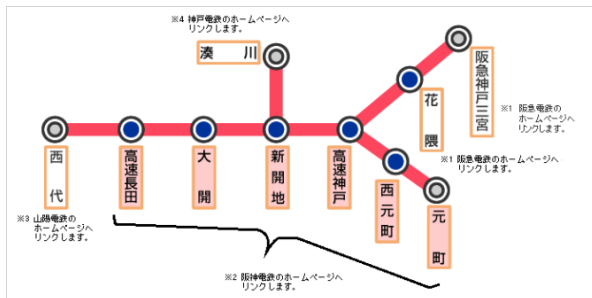 ※4 神戸電鉄のホームページへ
リンクします。
湊川
阪急神戸三宮
花隈
※1 阪急電鉄の
ホームページへ
リンクします。
※1 阪急電鉄のホームページへ
リンクします。
西代
高速長田
大開
新開地
高速神戸
西元町
元町
※3 山陽電鉄の
ホームページへ
リンクします。
※2 阪神電鉄のホームページへ
リンクします。